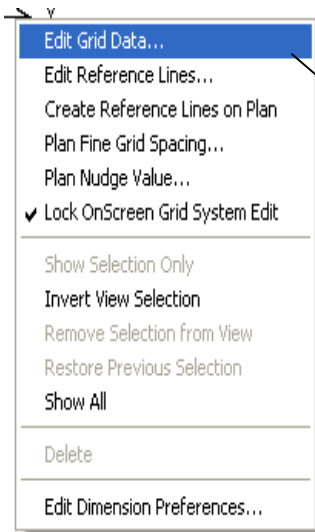 Edit Grid Data...
Edit Reference Lines...
Create Reference Lines on Plan
Plan Fine Grid Spacing...
Plan Nudge Value...
Lock OnScreen Grid System Edit
Show Selection Only
Invert View Selection
Remove Selection from View
Restore Previous Selection
Show All
Delete
Edit Dimension Preferences...